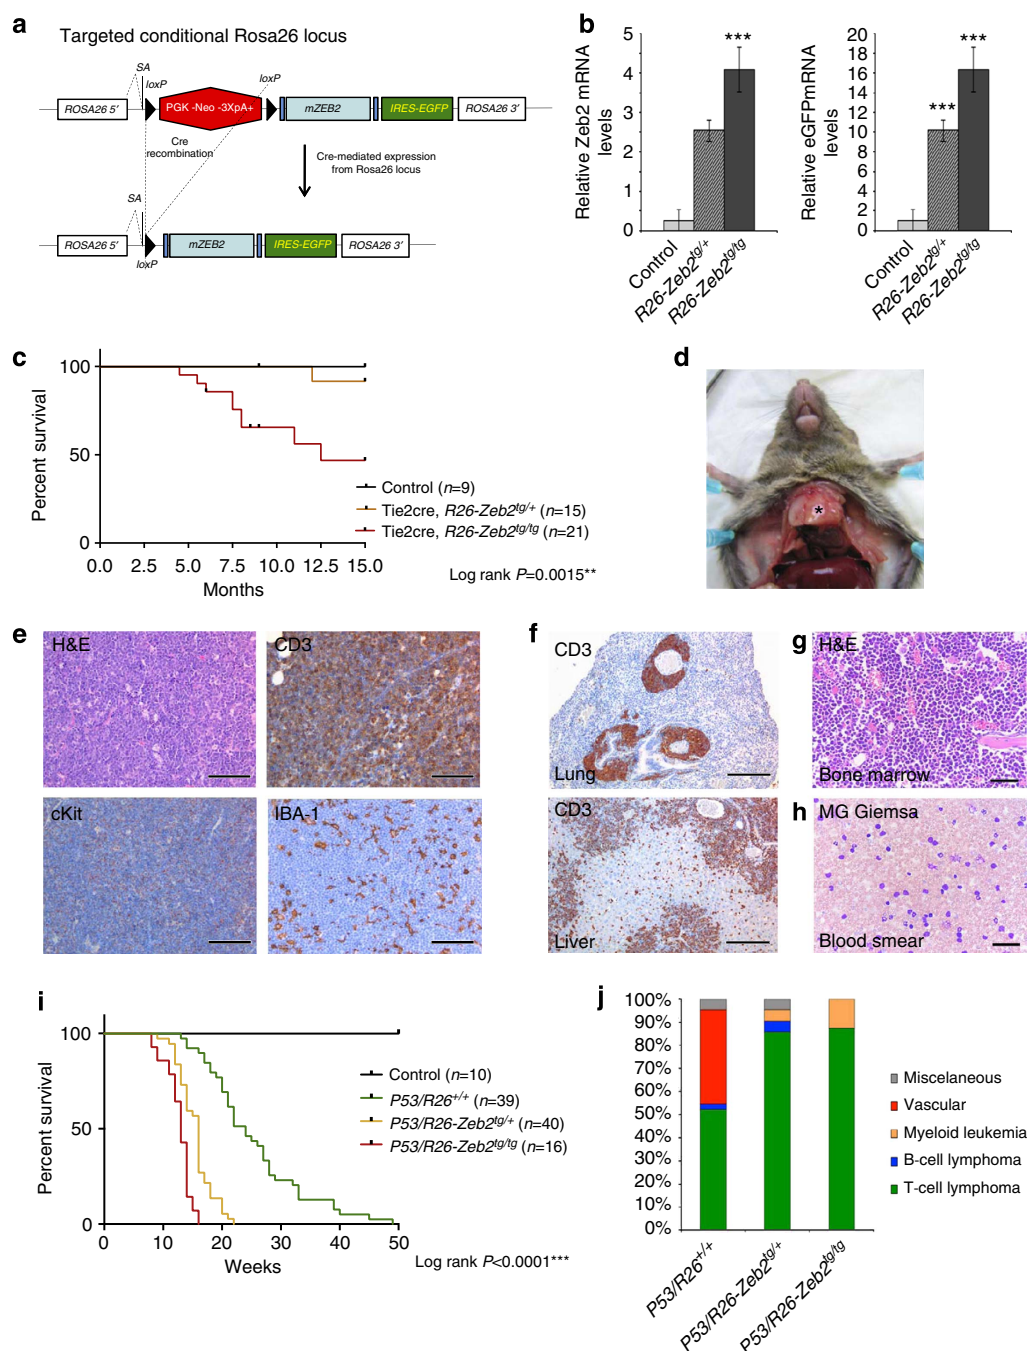 a
Targeted conditional Rosa26 locus
SA
loxP
loxP
ROSA26 5'
PGK -Neo -3XpA+
mZEB2
IRES-EGFP
ROSA26 3'
Cre
recombination
Cre-mediated expression
from Rosa26 locus
SA
ROSA26 5'
mZEB2
IRES-EGFP
ROSA26 3'
loxP
b
Relative Zeb2 mRNA
levels
5
4
3
2
1
0
***
Control
R26-Zeb2tg/+
R26-Zeb2tg/tg
Relative eGFPmRNA
levels
20
18
16
14
12
10
8
6
4
2
0
***
***
Control
R26-Zeb2tg/+
R26-Zeb2tg/tg
c
Percent survival
100
50
0
0.0 2.5 5.0 7.5 10.0 12.5 15.0
Months
Control (n=9)
Tie2cre, R26-Zeb2tg/+ (n=15)
Tie2cre, R26-Zeb2tg/tg (n=21)
Log rank P=0.0015**
d
*
e
H&E
CD3
cKit
IBA-1
f
CD3
Lung
CD3
Liver
g
H&E
Bone marrow
h
MG Giemsa
Blood smear
i
Percent survival
100
50
0
0 10 20 30 40 50
Weeks
Control (n=10)
P53/R26+/+ (n=39)
P53/R26-Zeb2tg/+ (n=40)
P53/R26-Zeb2tg/tg (n=16)
Log rank P<0.0001***
j
100%
90%
80%
70%
60%
50%
40%
30%
20%
10%
0%
P53/R26+/+
P53/R26-Zeb2tg/+
P53/R26-Zeb2tg/tg
Miscelaneous
Vascular
Myeloid leukemia
B-cell lymphoma
T-cell lymphoma